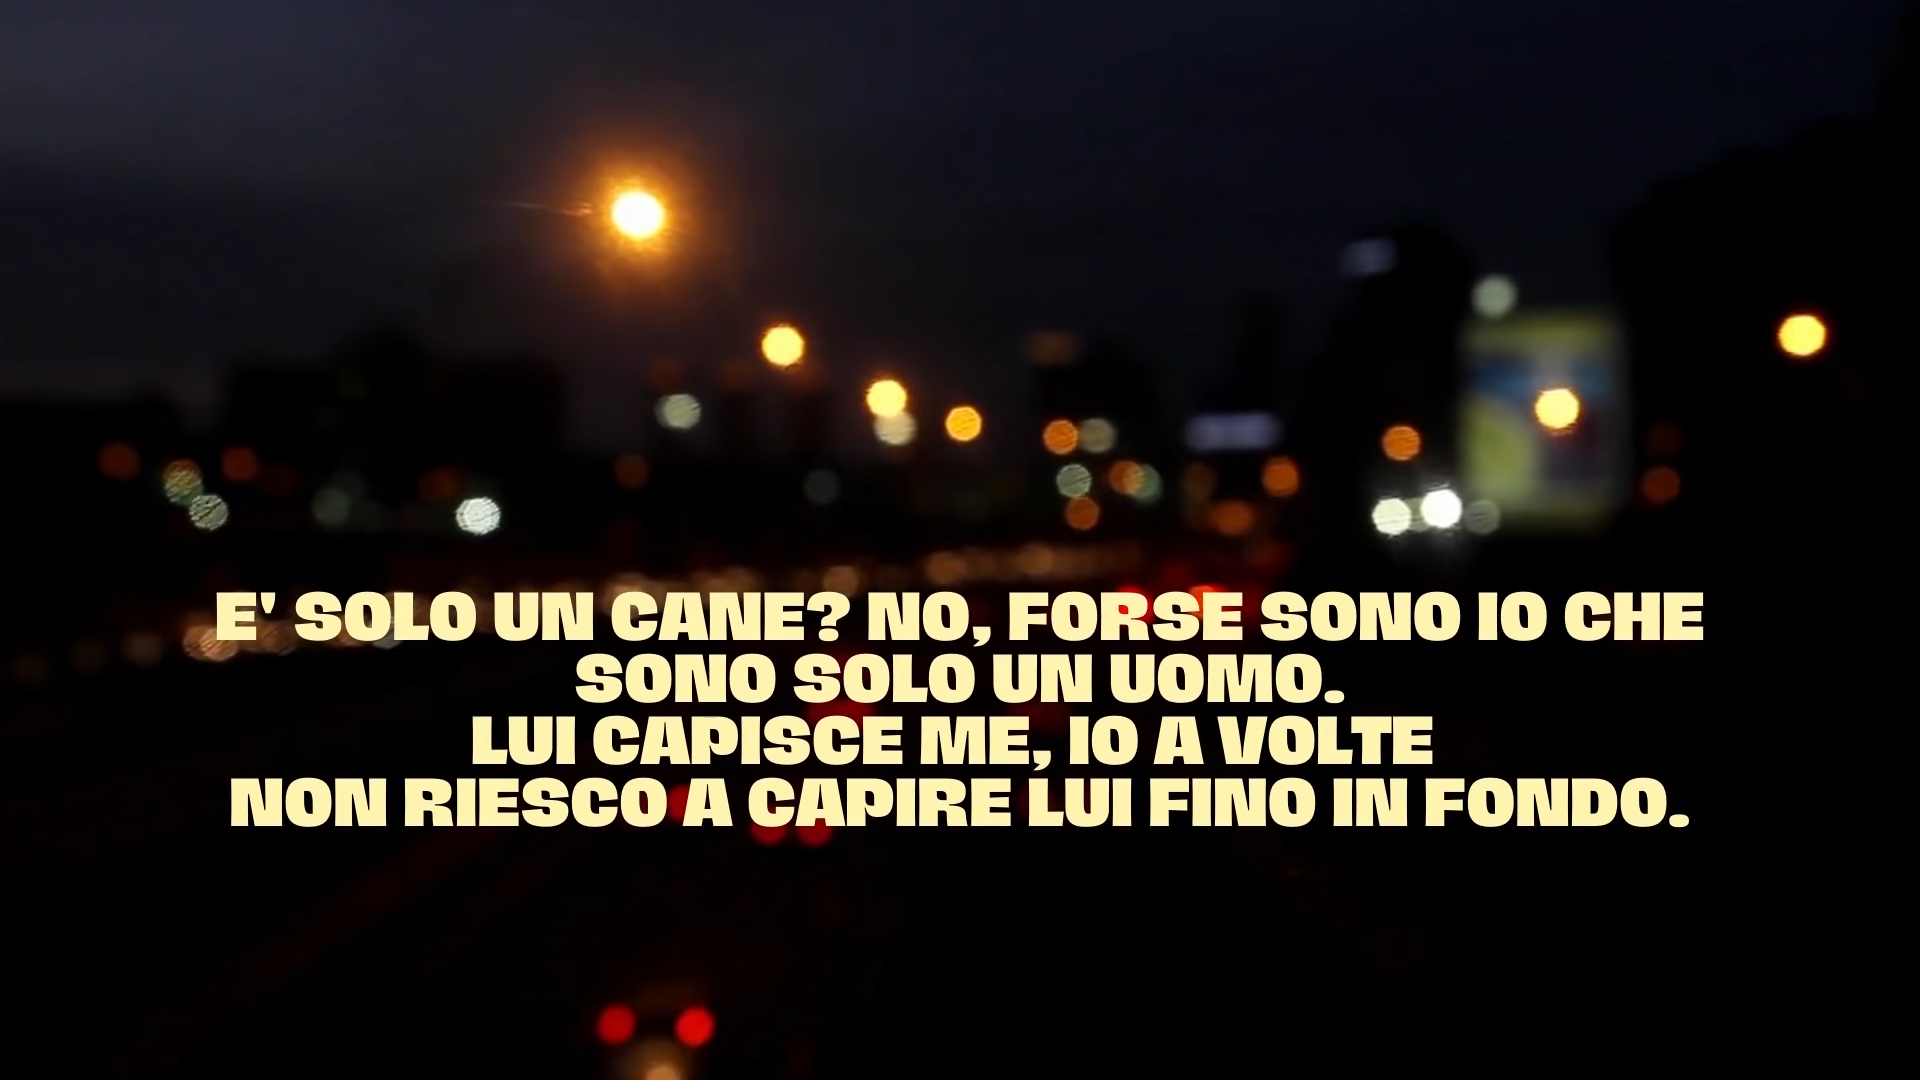 E' SOLO UN CANE? NO, FORSE SONO IO CHE
SONO SOLO UN UOMO.
LUI CAPISCE ME, IO A VOLTE
NON RIESCO A CAPIRE LUI FINO IN FONDO.